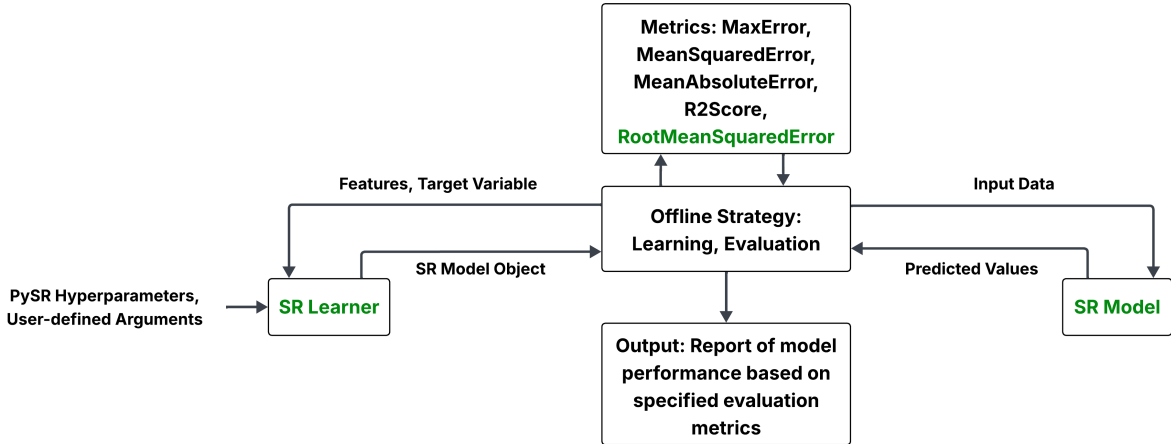 Metrics: MaxError,
MeanSquaredError,
MeanAbsoluteError,
R2Score,
RootMeanSquaredError
Features, Target Variable
Input Data
Offline Strategy:
Learning, Evaluation
SR Model Object
Predicted Values
PySR Hyperparameters,
User-defined Arguments
SR Learner
SR Model
Output: Report of model
performance based on
specified evaluation
metrics